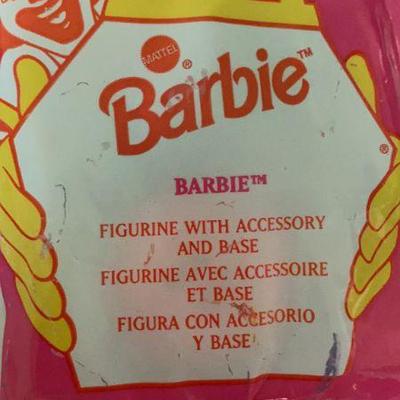 MATTEL ®
Barbie™
®
BARBIE™
FIGURINE WITH ACCESSORY
AND BASE
FIGURINE AVEC ACCESSOIRE
ET BASE
FIGURA CON ACCESORIO
Y BASE